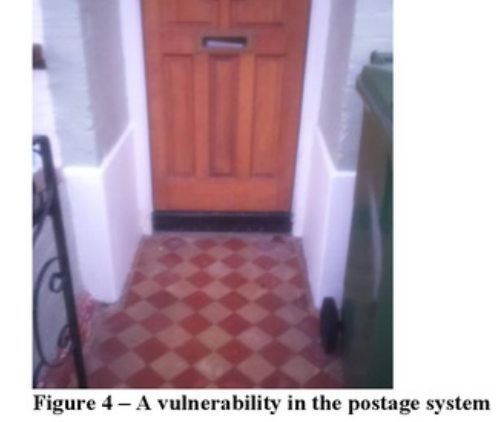 Figure 4 – A vulnerability in the postage system